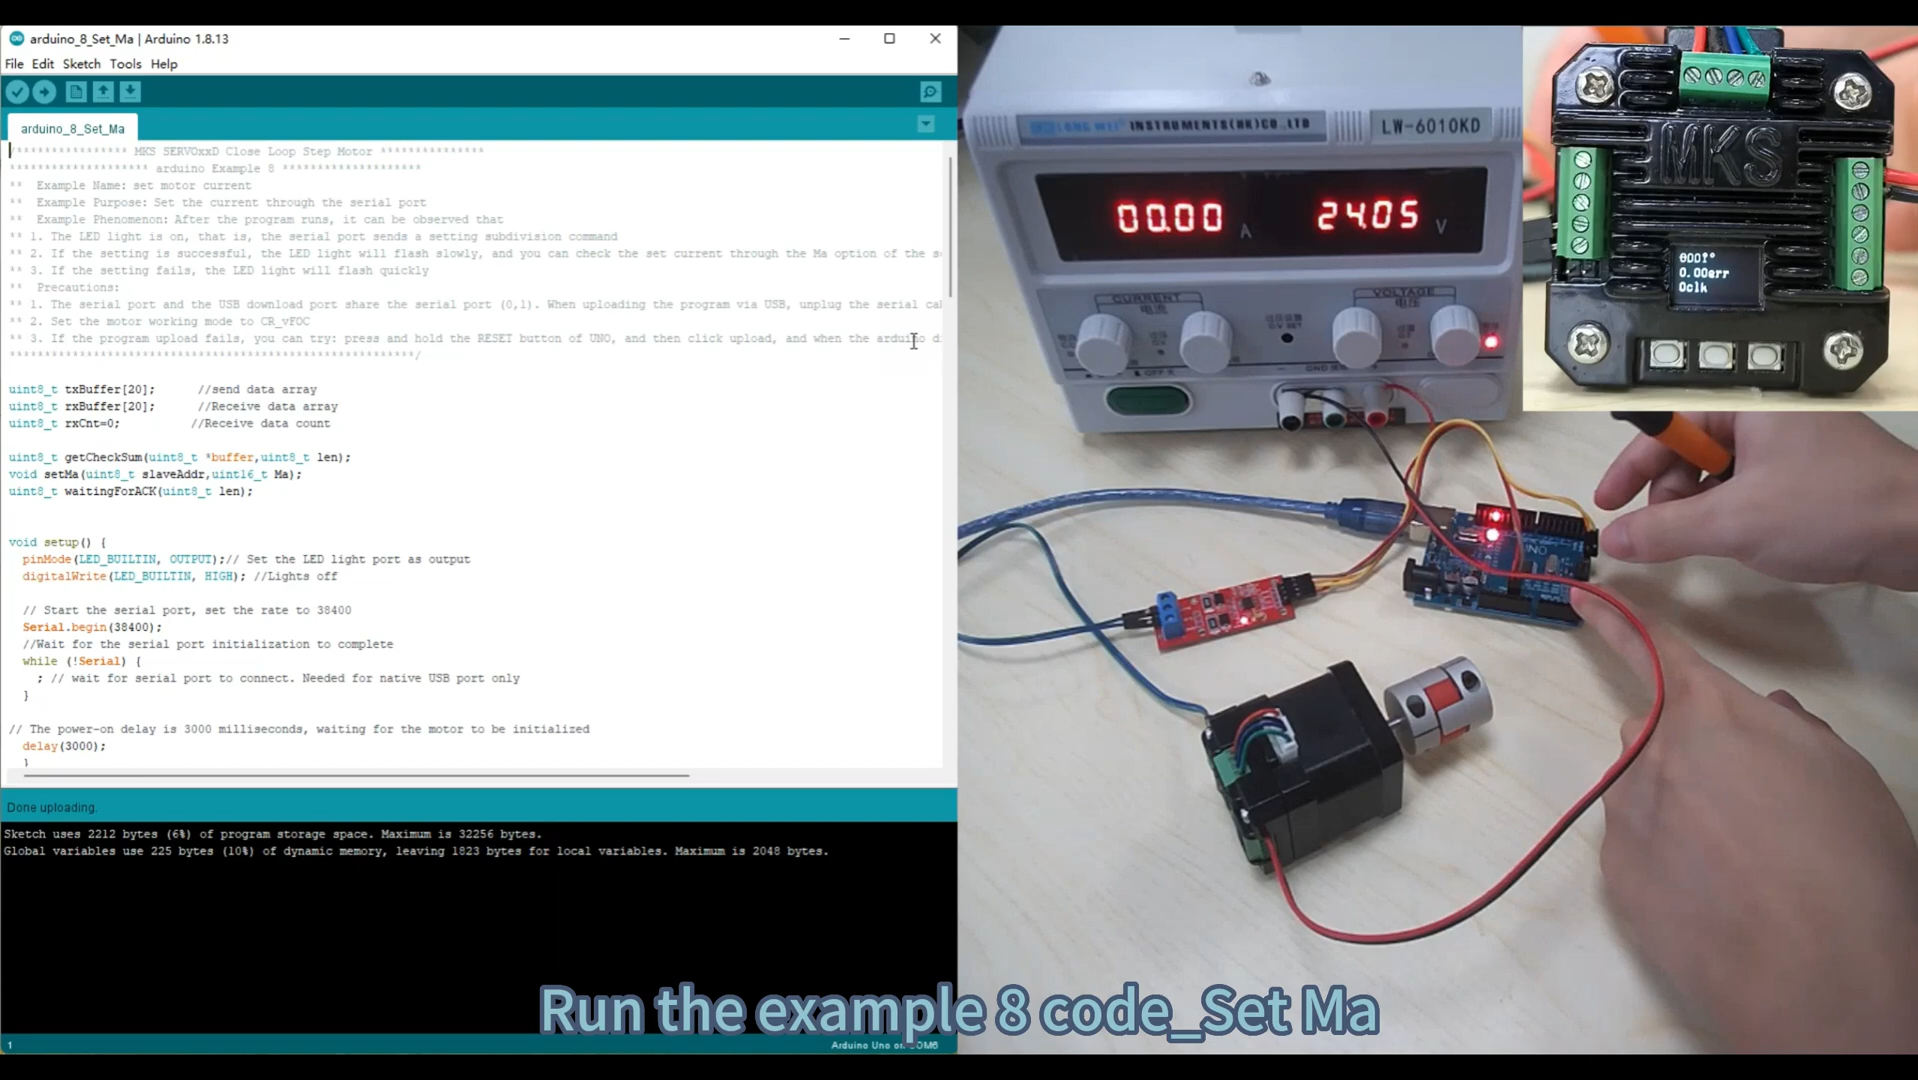 arduino_8_Set_Ma | Arduino 1.8.13
File Edit Sketch Tools Help
arduino_8_Set_Ma
/**************** MKS SERVOxxD Close Loop Step Motor ***************
******************** arduino Example 8 ********************
** Example Name: set motor current
** Example Purpose: Set the current through the serial port
** Example Phenomenon: After the program runs, it can be observed that
** 1. The LED light is on, that is, the serial port sends a setting subdivision command
** 2. If the setting is successful, the LED light will flash slowly, and you can check the set current through the Ma option of the
** 3. If the setting fails, the LED light will flash quickly
** Precautions:
** 1. The serial port and the USB download port share the serial port (0,1). When uploading the program via USB, unplug the serial
** 2. Set the motor working mode to CR_vFOC
** 3. If the program upload fails, you can try: press and hold the RESET button of UNO, and then click upload, and when the arduino
**********************************************************/
uint8_t txBuffer[20];      //send data array
uint8_t rxBuffer[20];      //Receive data array
uint8_t rxCnt=0;          //Receive data count
uint8_t getCheckSum(uint8_t *buffer,uint8_t len);
void setMa(uint8_t slaveAddr,uint16_t Ma);
uint8_t waitingForACK(uint8_t len);
void setup() {
pinMode(LED_BUILTIN, OUTPUT);// Set the LED light port as output
digitalWrite(LED_BUILTIN, HIGH); //Lights off
// Start the serial port, set the rate to 38400
Serial.begin(38400);
//Wait for the serial port initialization to complete
while (!Serial) {
; // wait for serial port to connect. Needed for native USB port only
}
// The power-on delay is 3000 milliseconds, waiting for the motor to be initialized
delay(3000);
}
Done uploading.
Sketch uses 2212 bytes (6%) of program storage space. Maximum is 32256 bytes.
Global variables use 225 bytes (10%) of dynamic memory, leaving 1823 bytes for local variables. Maximum is 2048 bytes.
1
Arduino Uno on COM6
LONG WEI INSTRUMENTS(HK)CO.,LTD
LW-6010KD
00.00 A
24.05 V
CURRENT
电流
VOLTAGE
电压
MKS
0.00err
0clk
UNO
Run the example 8 code_Set Ma